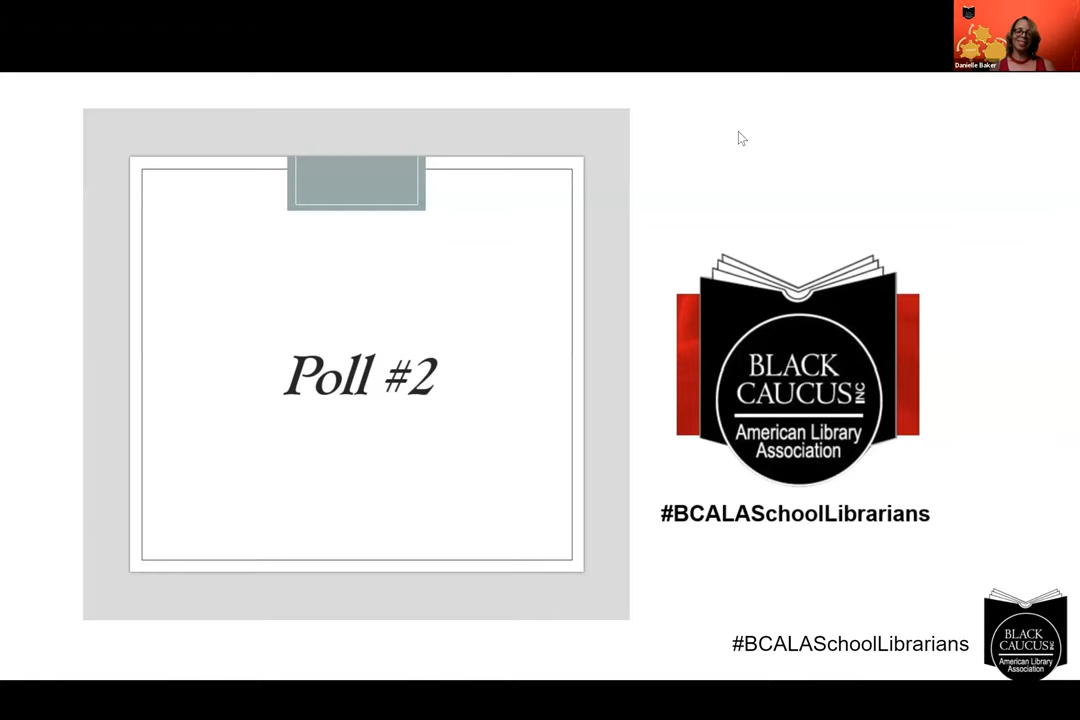 Danielle Baker
Poll #2
BLACK
CAUCUS INC
American Library
Association
#BCALASchoolLibrarians
#BCALASchoolLibrarians
BLACK
CAUCUS INC
American Library
Association